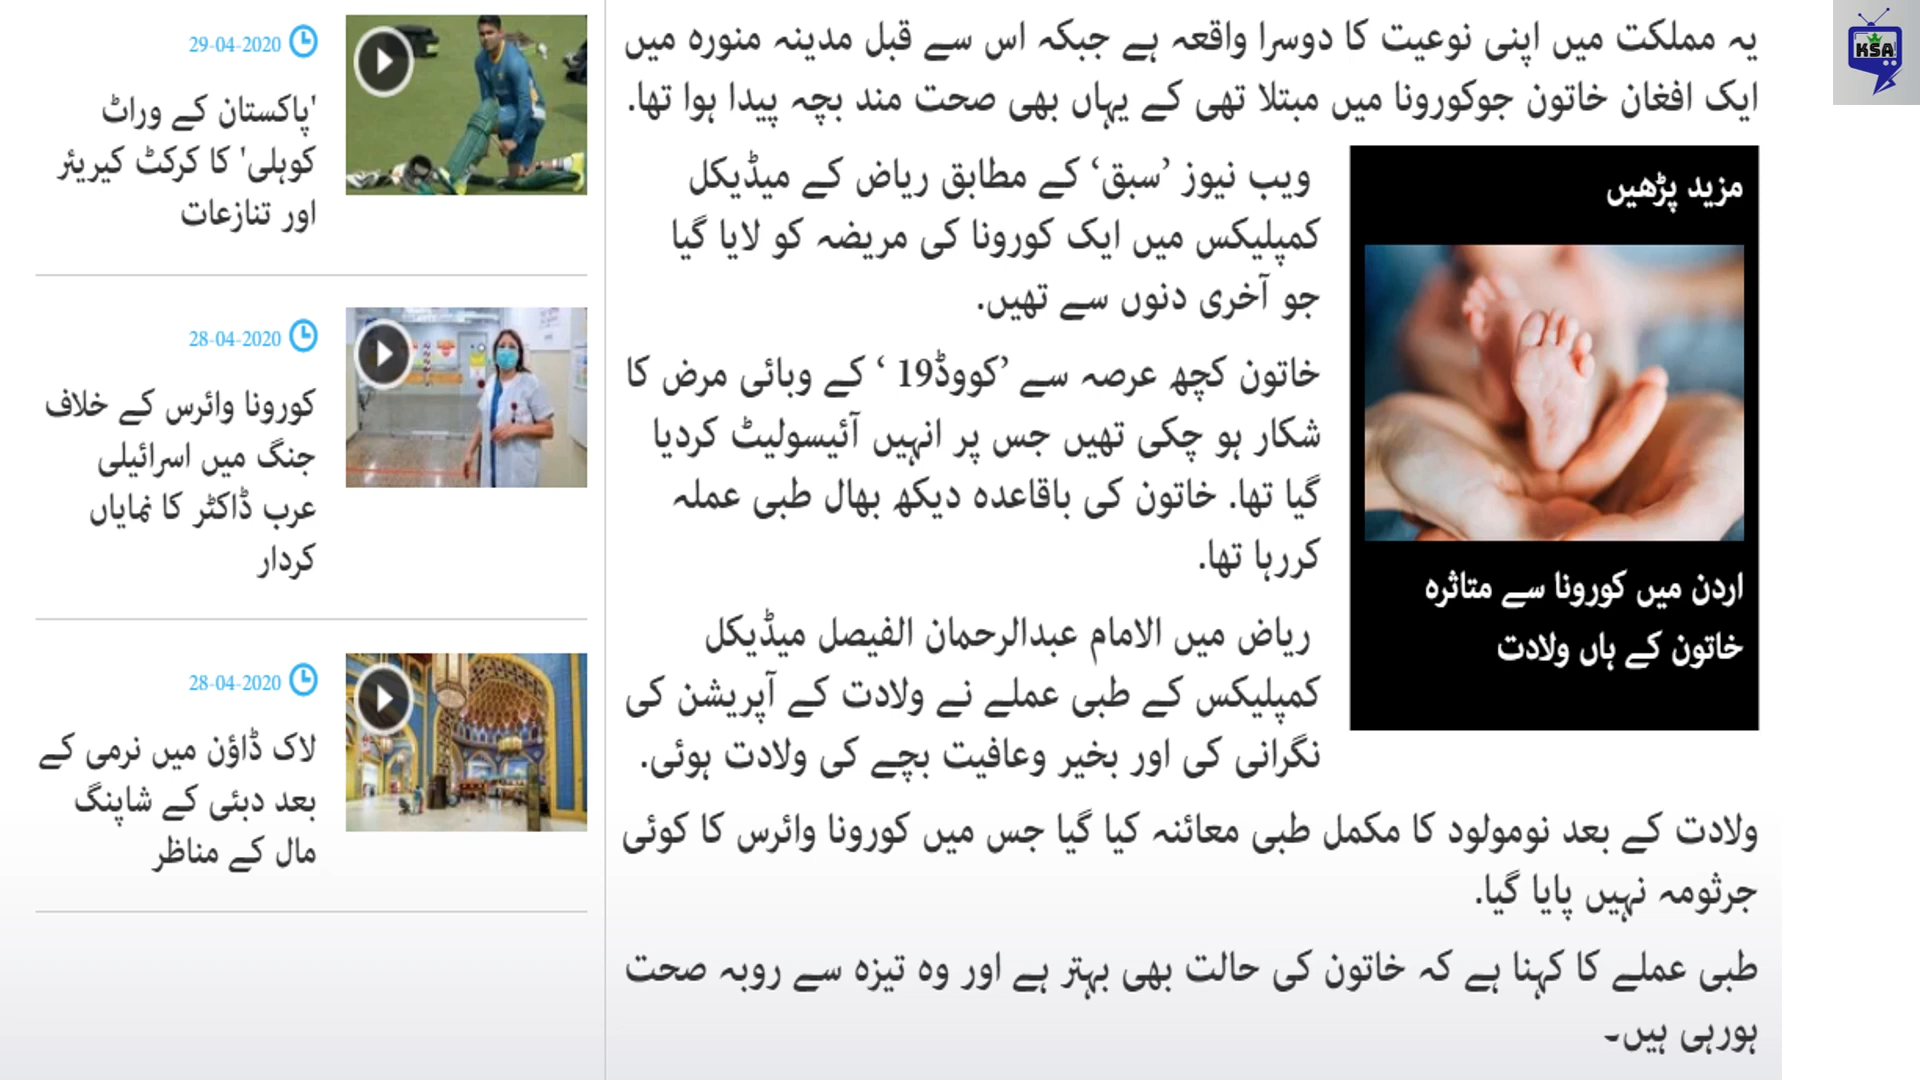 یہ مملکت میں اپنی نوعیت کا دوسرا واقعہ ہے جبکہ اس سے قبل مدینہ منورہ میں
ایک افغان خاتون جوکورونا میں مبتلا تھی کے یہاں بھی صحت مند بچہ پیدا ہوا تھا.
ویب نیوز ’سبق‘ کے مطابق ریاض کے میڈیکل
کمپلیکس میں ایک کورونا کی مریضہ کو لایا گیا
جو آخری دنوں سے تھیں.
خاتون کچھ عرصہ سے ’کووڈ19 ‘ کے وبائی مرض کا
شکار ہو چکی تھیں جس پر انہیں آئیسولیٹ کردیا
گیا تھا. خاتون کی باقاعدہ دیکھ بھال طبی عملہ
کررہا تھا.
ریاض میں الامام عبدالرحمان الفیصل میڈیکل
کمپلیکس کے طبی عملے نے ولادت کے آپریشن کی
نگرانی کی اور بخیر وعافیت بچے کی ولادت ہوئی.
ولادت کے بعد نومولود کا مکمل طبی معائنہ کیا گیا جس میں کورونا وائرس کا کوئی
جرثومہ نہیں پایا گیا.
طبی عملے کا کہنا ہے کہ خاتون کی حالت بھی بہتر ہے اور وہ تیزہ سے روبہ صحت
ہورہی ہیں۔
مزید پڑھیں
اردن میں کورونا سے متاثرہ
خاتون کے ہاں ولادت
29-04-2020
'پاکستان کے وراٹ
کوہلی' کا کرکٹ کیریئر
اور تنازعات
28-04-2020
کورونا وائرس کے خلاف
جنگ میں اسرائیلی
عرب ڈاکٹر کا نمایاں
کردار
28-04-2020
لاک ڈاؤن میں نرمی کے
بعد دبئی کے شاپنگ
مال کے مناظر
KSA